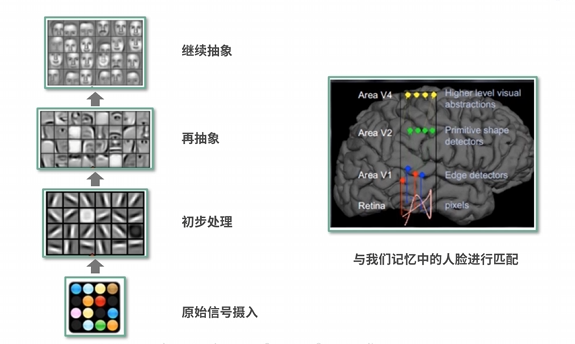 继续抽象
再抽象
初步处理
原始信号摄入
Area V4
Higher level visual
abstractions
Area V2
Primitive shape
detectors
Area V1
Edge detectors
Retina
pixels
与我们记忆中的人脸进行匹配